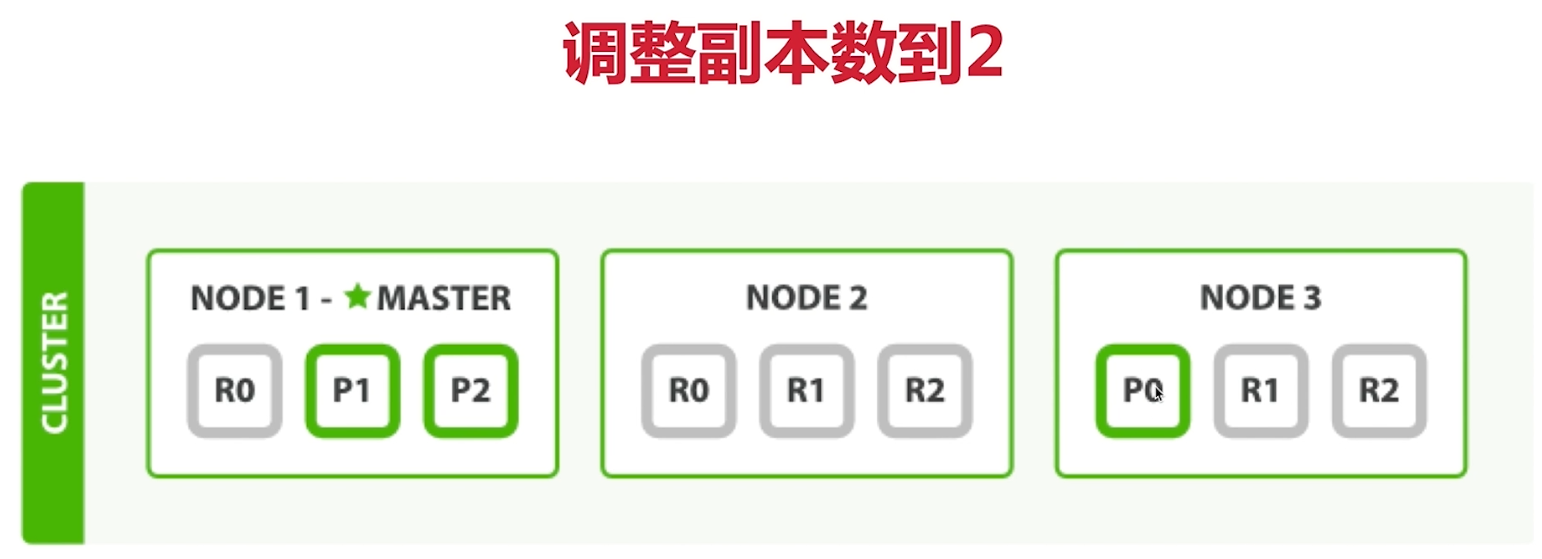 调整副本数到2
CLUSTER
NODE 1 - ★MASTER
R0 P1 P2
NODE 2
R0 R1 R2
NODE 3
P0 R1 R2